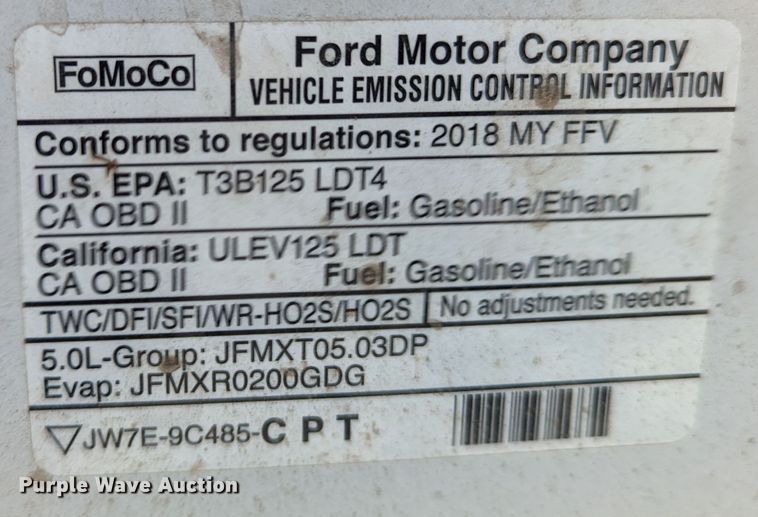 FoMoCo
Ford Motor Company
VEHICLE EMISSION CONTROL INFORMATION
Conforms to regulations: 2018 MY FFV
U.S. EPA: T3B125 LDT4
CA OBD II Fuel: Gasoline/Ethanol
California: ULEV125 LDT
CA OBD II Fuel: Gasoline/Ethanol
TWC/DFI/SFI/WR-HO2S/HO2S No adjustments needed.
5.0L-Group: JFMXT05.03DP
Evap: JFMXR0200GDG
JW7E-9C485-C P T
Purple Wave Auction